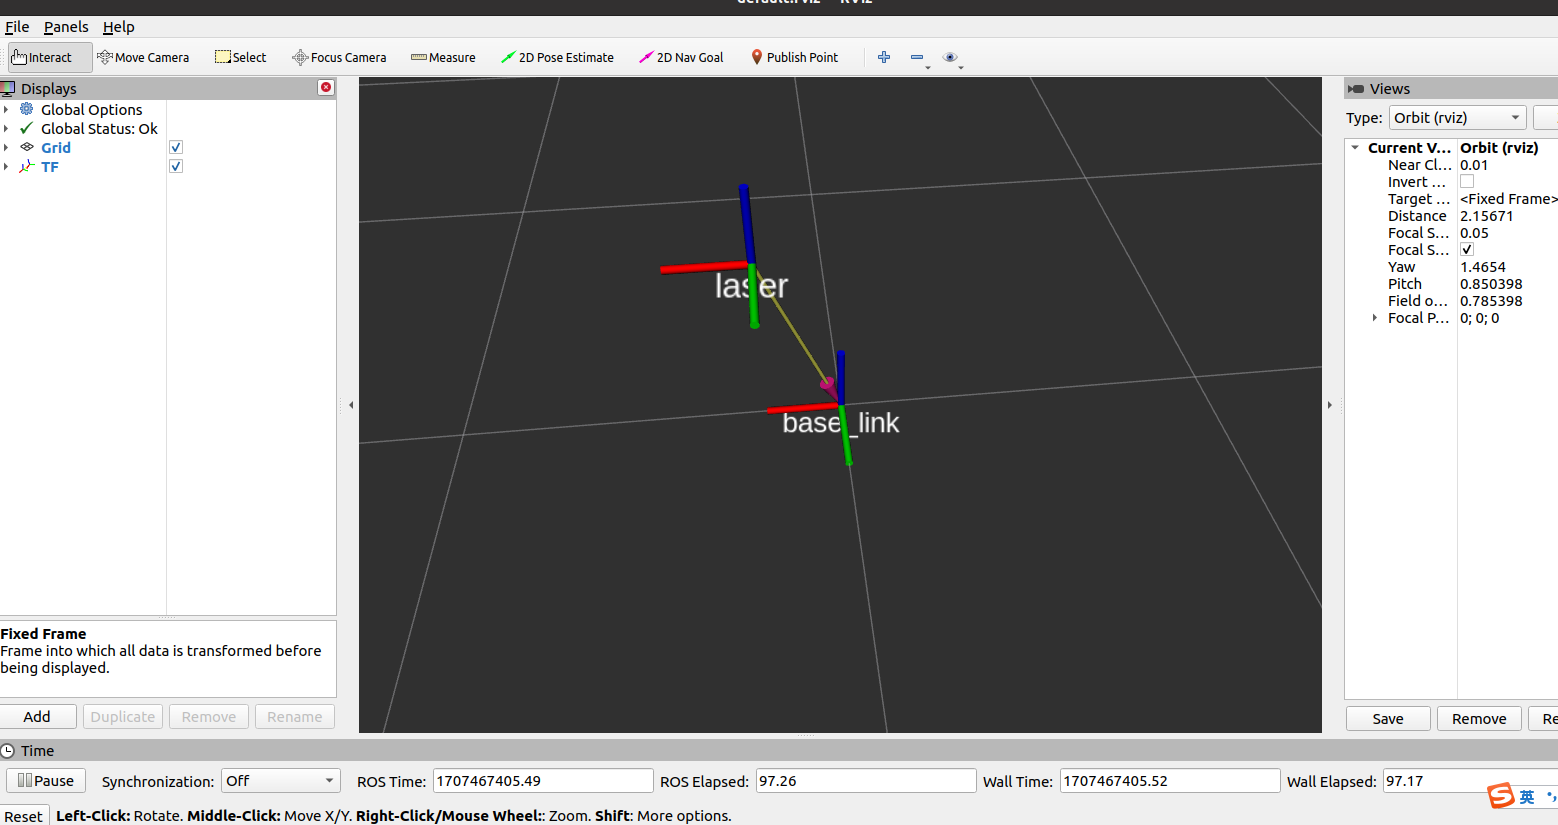 File Panels Help
Interact Move Camera Select Focus Camera Measure 2D Pose Estimate 2D Nav Goal Publish Point
Displays
Global Options
Global Status: Ok
Grid
TF
Fixed Frame
Frame into which all data is transformed before
being displayed.
Add Duplicate Remove Rename
laser
base_link
Views
Type: Orbit (rviz)
Current V... Orbit (rviz)
Near Cl... 0.01
Invert ...
Target ... <Fixed Frame>
Distance 2.15671
Focal S... 0.05
Focal S...
Yaw 1.4654
Pitch 0.850398
Field o... 0.785398
Focal P... 0; 0; 0
Save Remove Re
Time
Pause Synchronization: Off ROS Time: 1707467405.49 ROS Elapsed: 97.26 Wall Time: 1707467405.52 Wall Elapsed: 97.17
S 英
Reset Left-Click: Rotate. Middle-Click: Move X/Y. Right-Click/Mouse Wheel:: Zoom. Shift: More options.